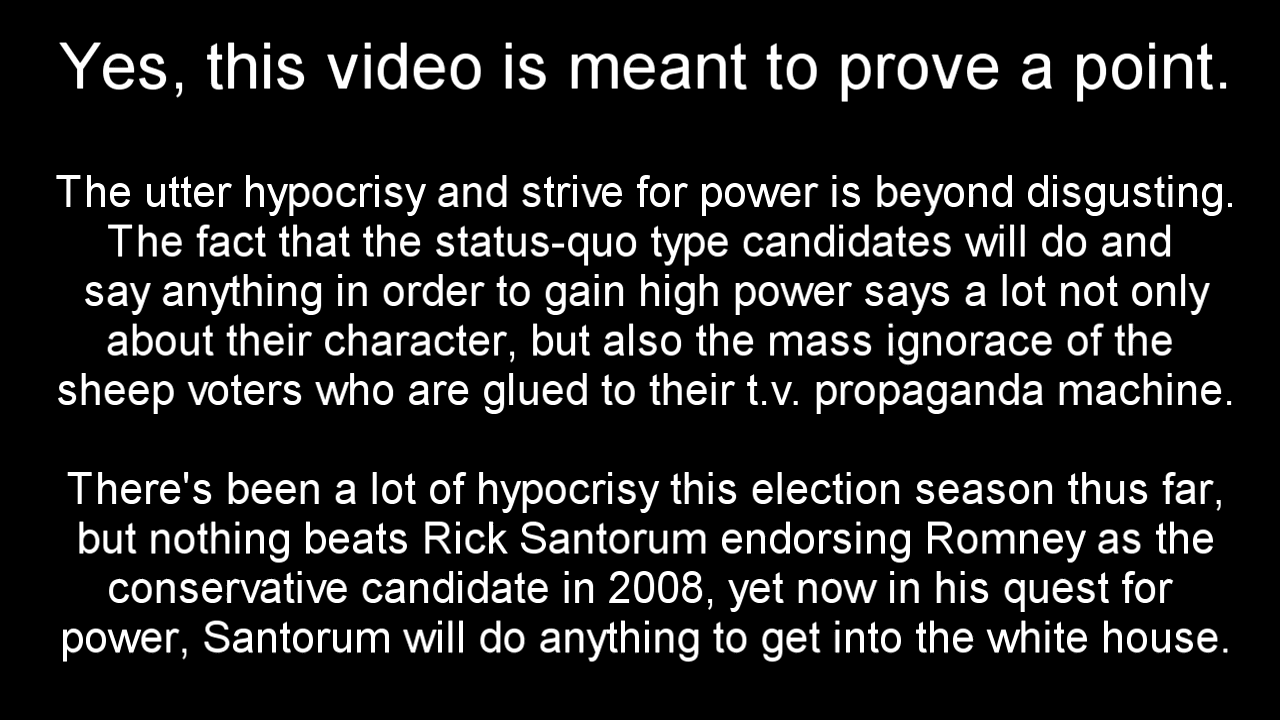 Yes, this video is meant to prove a point.
The utter hypocrisy and strive for power is beyond disgusting.
The fact that the status-quo type candidates will do and
say anything in order to gain high power says a lot not only
about their character, but also the mass ignorace of the
sheep voters who are glued to their t.v. propaganda machine.
There's been a lot of hypocrisy this election season thus far,
but nothing beats Rick Santorum endorsing Romney as the
conservative candidate in 2008, yet now in his quest for
power, Santorum will do anything to get into the white house.